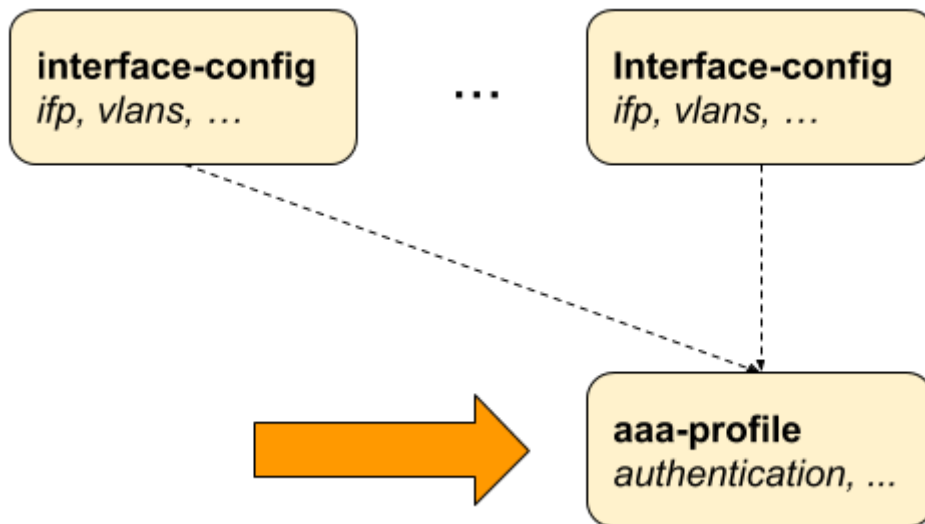 interface-config
ifp, vlans, …
...
Interface-config
ifp, vlans, …
aaa-profile
authentication, ...